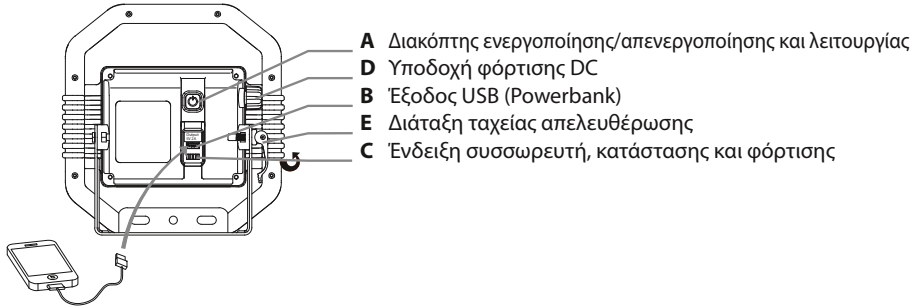 A Διακόπτης ενεργοποίησης/απενεργοποίησης και λειτουργίας
D Υποδοχή φόρτισης DC
B Έξοδος USB (Powerbank)
E Διάταξη ταχείας απελευθέρωσης
C Ένδειξη συσσωρευτή, κατάστασης και φόρτισης